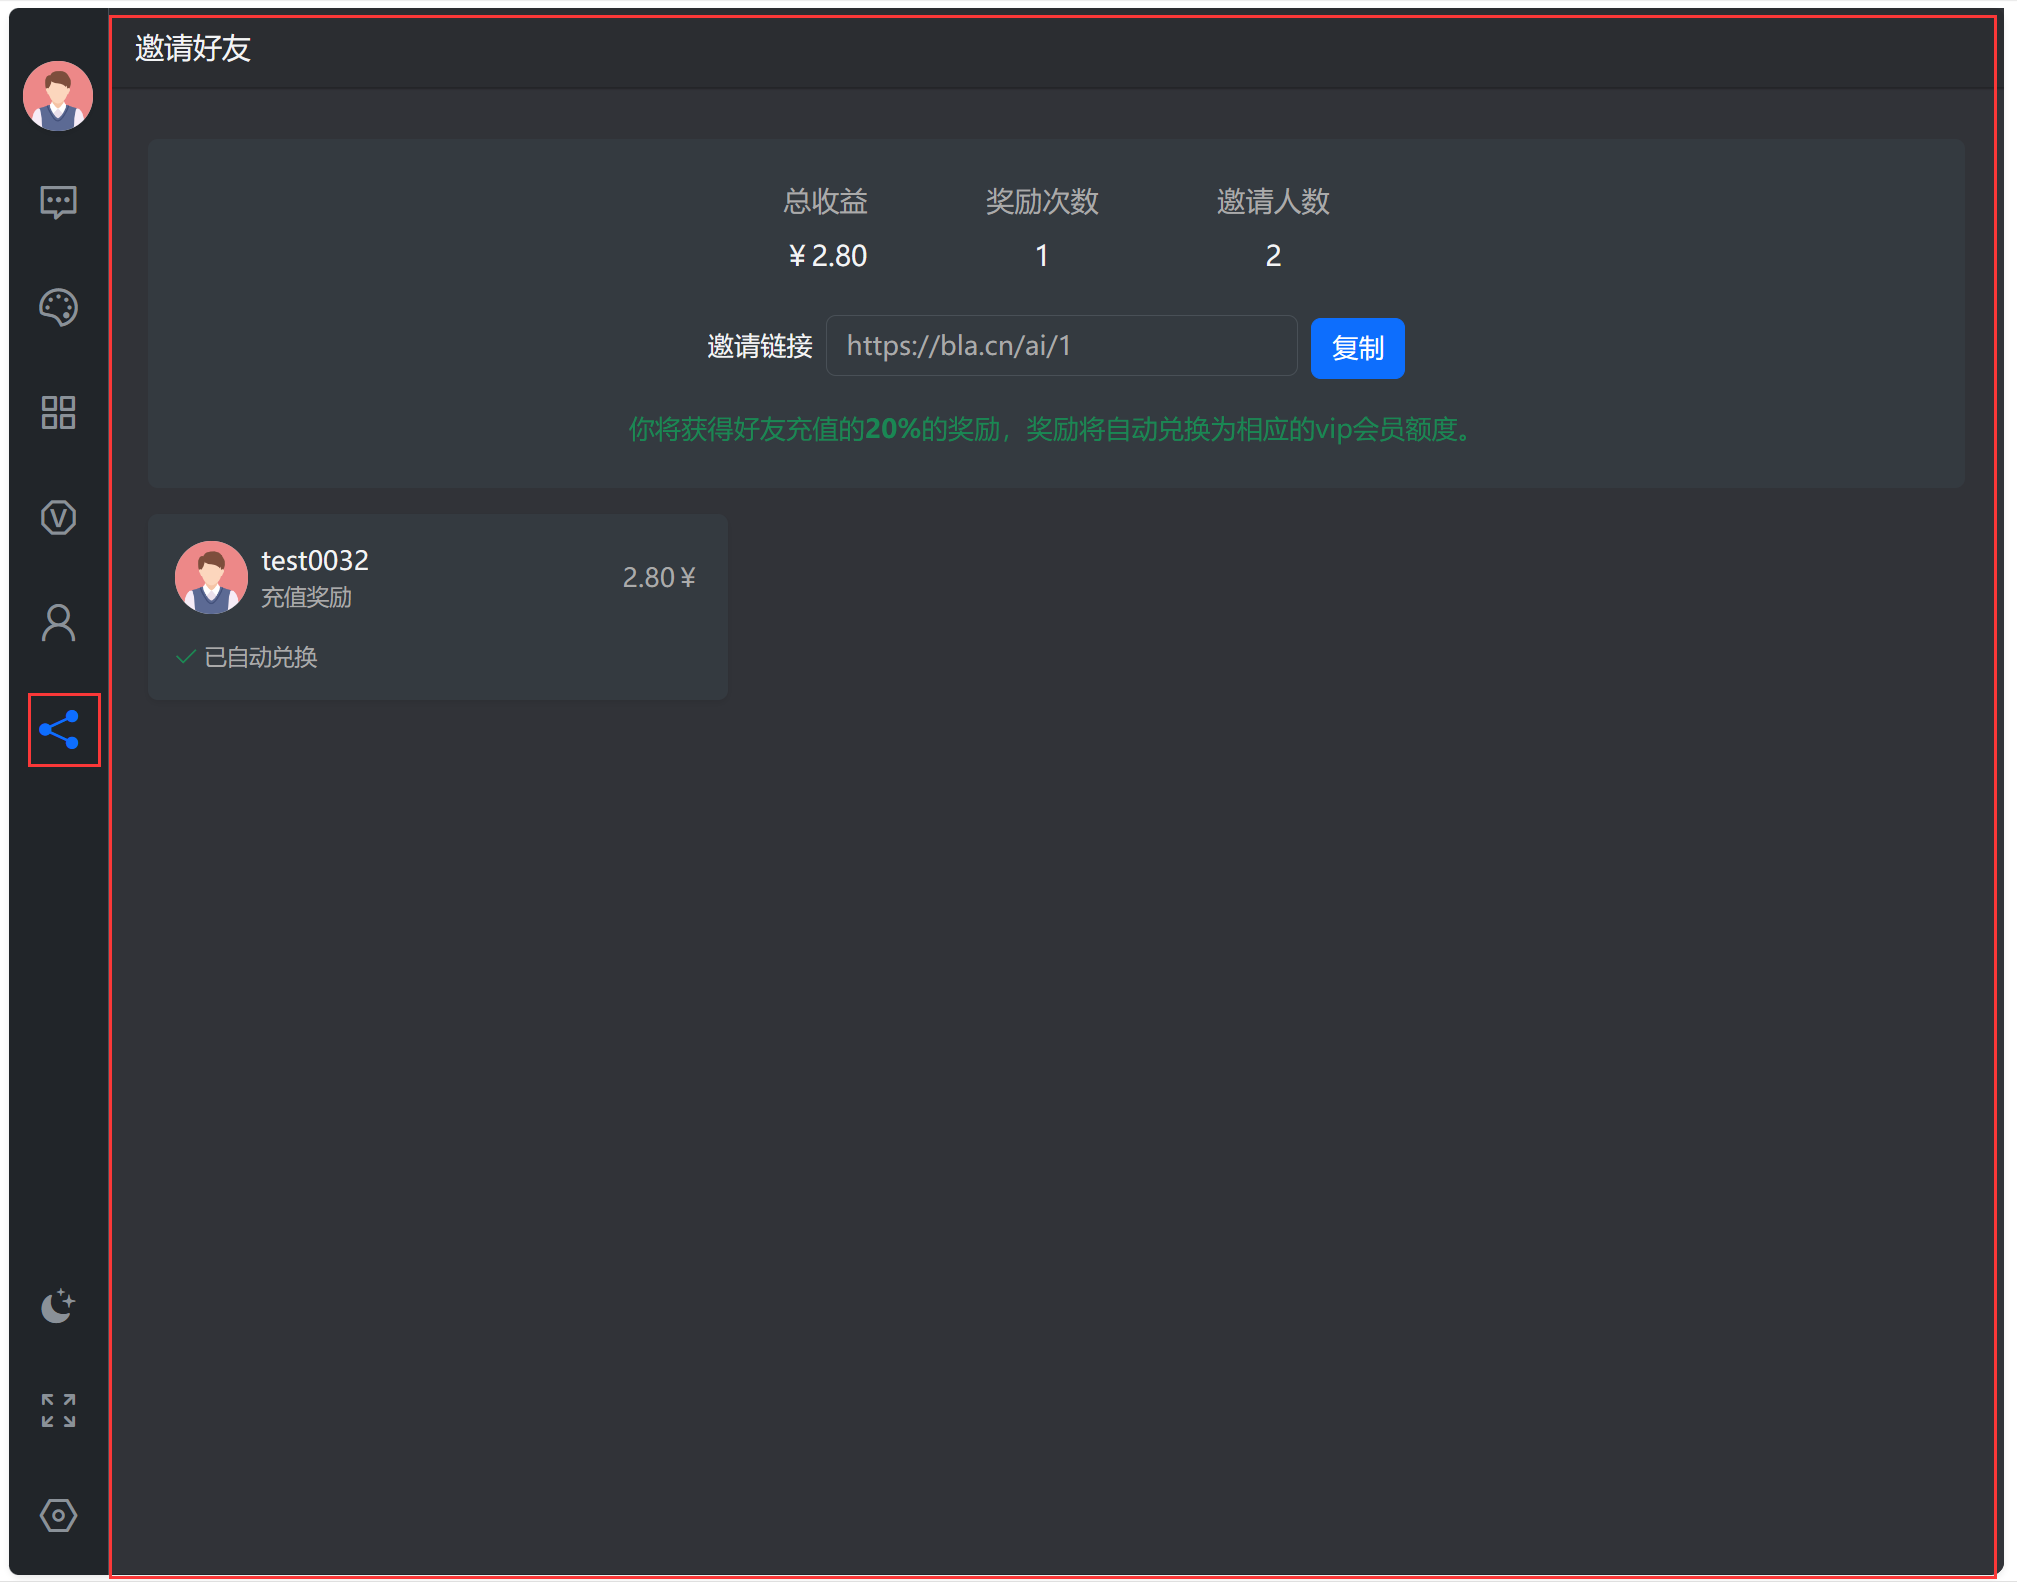 邀请好友
总收益 奖励次数 邀请人数
¥ 2.80 1 2
邀请链接 https://bla.cn/ai/1 复制
你将获得好友充值的20%的奖励，奖励将自动兑换为相应的vip会员额度。
test0032
充值奖励
2.80 ¥
已自动兑换